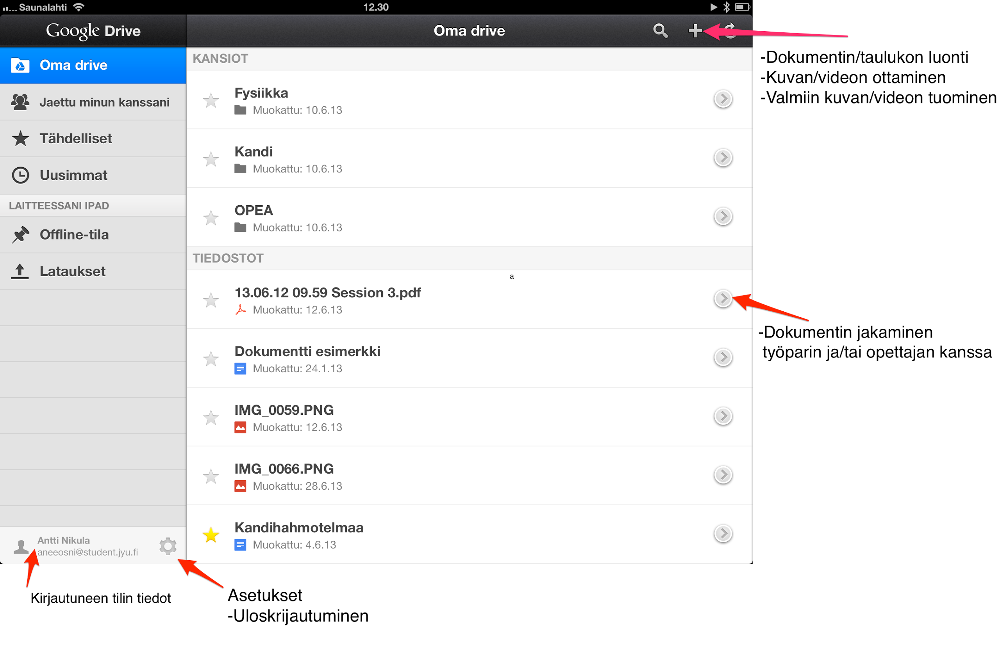 Saunalahti
12.30
Google Drive
Oma drive
Oma drive
Jaettu minun kanssani
Tähdelliset
Uusimmat
LAITTEESSANI IPAD
Offline-tila
Lataukset
Antti Nikula
aneeosni@student.jyu.fi
KANSIOT
Fysiikka
Muokattu: 10.6.13
Kandi
Muokattu: 10.6.13
OPEA
Muokattu: 10.6.13
TIEDOSTOT
a
13.06.12 09.59 Session 3.pdf
Muokattu: 12.6.13
Dokumentti esimerkki
Muokattu: 24.1.13
IMG_0059.PNG
Muokattu: 12.6.13
IMG_0066.PNG
Muokattu: 28.6.13
Kandihahmotelmaa
Muokattu: 4.6.13
-Dokumentin/taulukon luonti
-Kuvan/videon ottaminen
-Valmiin kuvan/videon tuominen
-Dokumentin jakaminen
työparin ja/tai opettajan kanssa
Kirjautuneen tilin tiedot
Asetukset
-Uloskrijautuminen